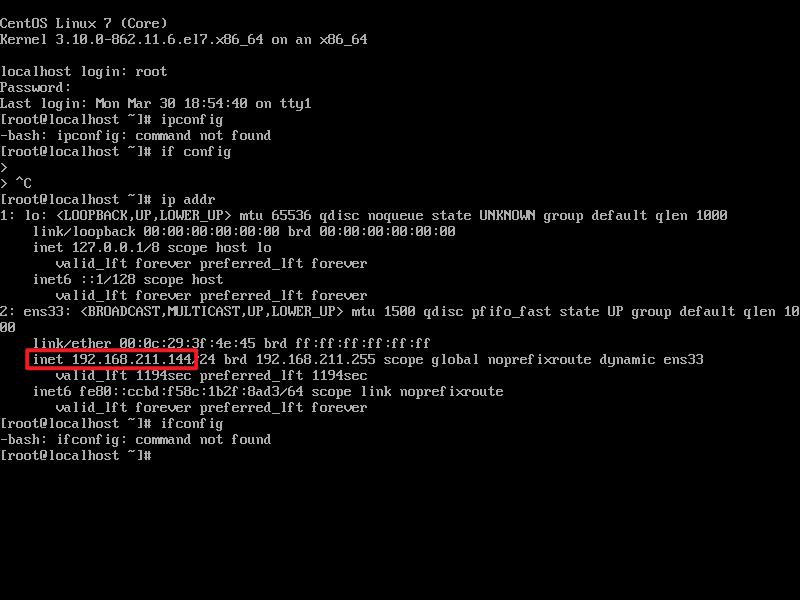 CentOS Linux 7 (Core)
Kernel 3.10.0-862.11.6.el7.x86_64 on an x86_64
localhost login: root
Password:
Last login: Mon Mar 30 18:54:40 on tty1
[root@localhost ~]# ipconfig
-bash: ipconfig: command not found
[root@localhost ~]# if config
>
> ^C
[root@localhost ~]# ip addr
1: lo: <LOOPBACK,UP,LOWER_UP> mtu 65536 qdisc noqueue state UNKNOWN group default qlen 1000
    link/loopback 00:00:00:00:00:00 brd 00:00:00:00:00:00
    inet 127.0.0.1/8 scope host lo
       valid_lft forever preferred_lft forever
    inet6 ::1/128 scope host
       valid_lft forever preferred_lft forever
2: ens33: <BROADCAST,MULTICAST,UP,LOWER_UP> mtu 1500 qdisc pfifo_fast state UP group default qlen 10
00
    link/ether 00:0c:29:3f:4e:45 brd ff:ff:ff:ff:ff:ff
    inet 192.168.211.144/24 brd 192.168.211.255 scope global noprefixroute dynamic ens33
       valid_lft 1194sec preferred_lft 1194sec
    inet6 fe80::ccbd:f58c:1b2f:8ad3/64 scope link noprefixroute
       valid_lft forever preferred_lft forever
[root@localhost ~]# ifconfig
-bash: ifconfig: command not found
[root@localhost ~]#